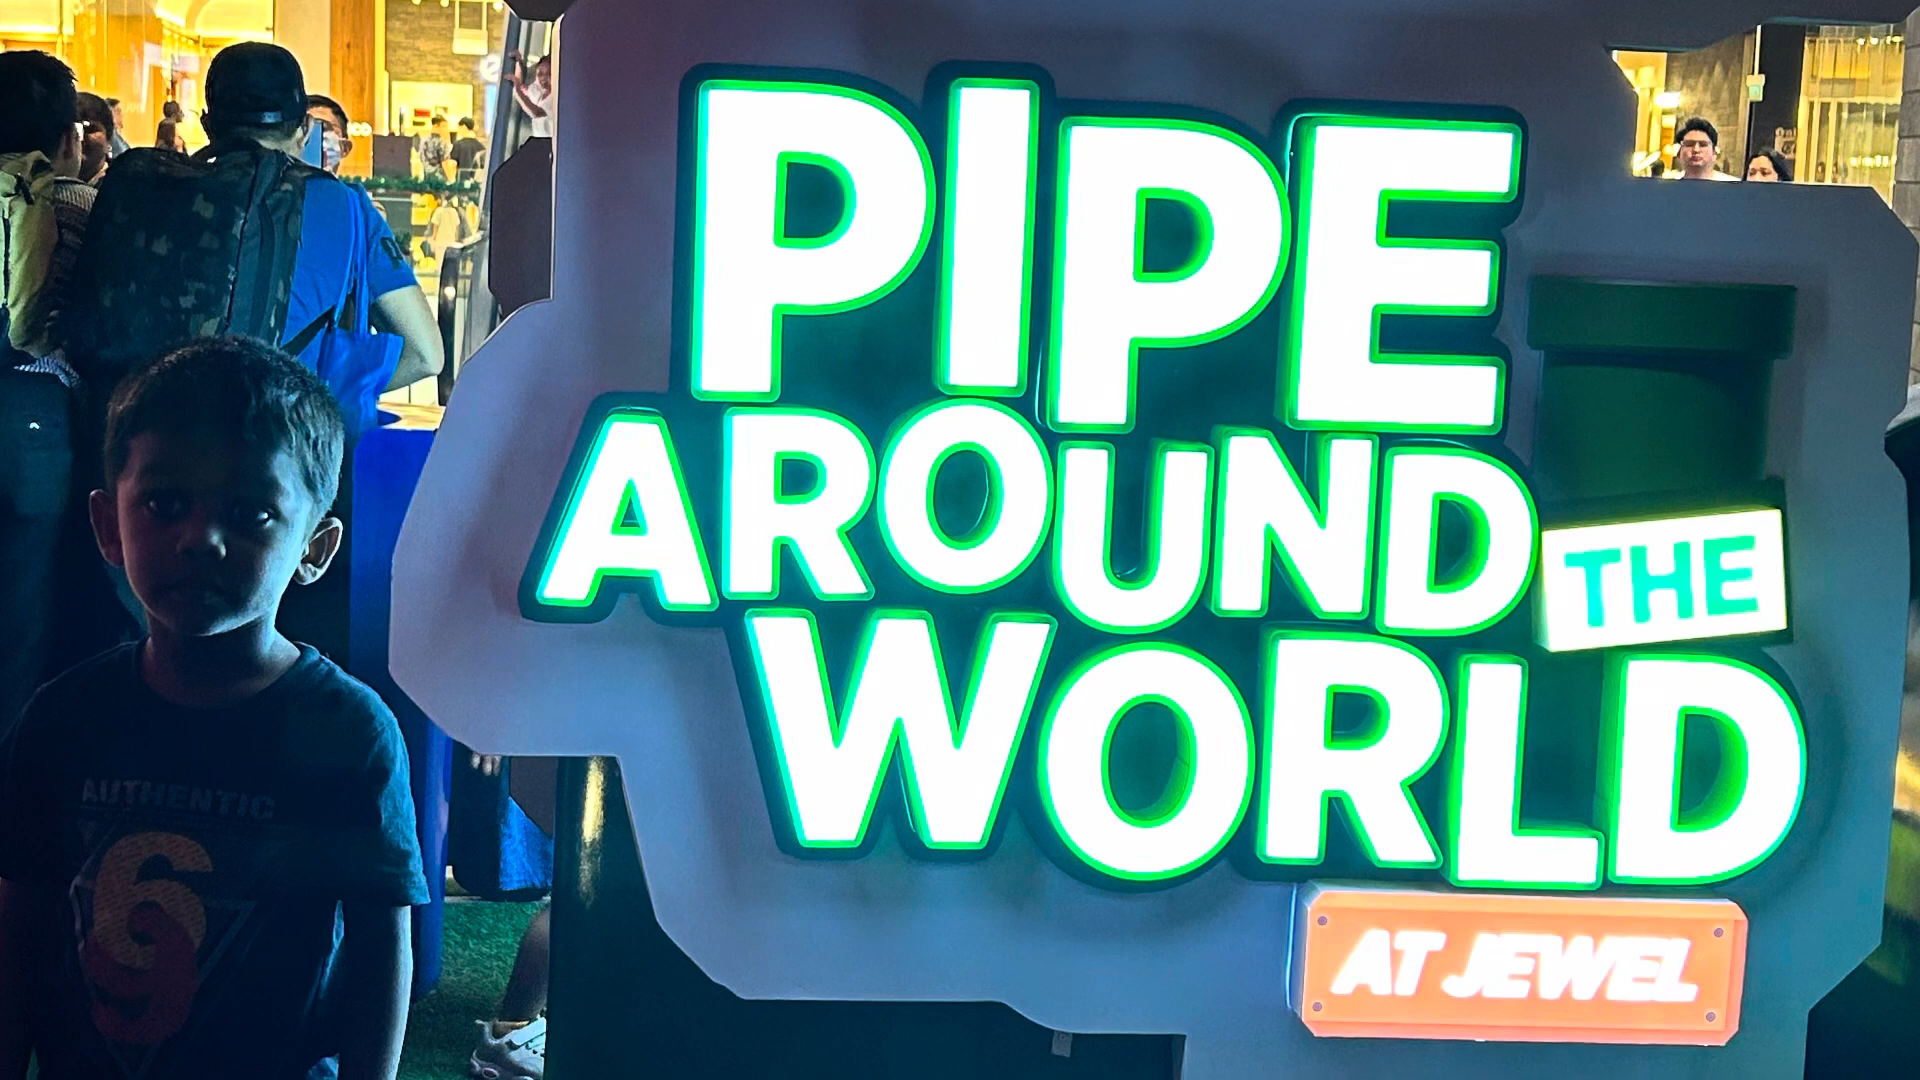 PIPE
AROUND THE
WORLD
AT JEWEL
AUTHENTIC
6